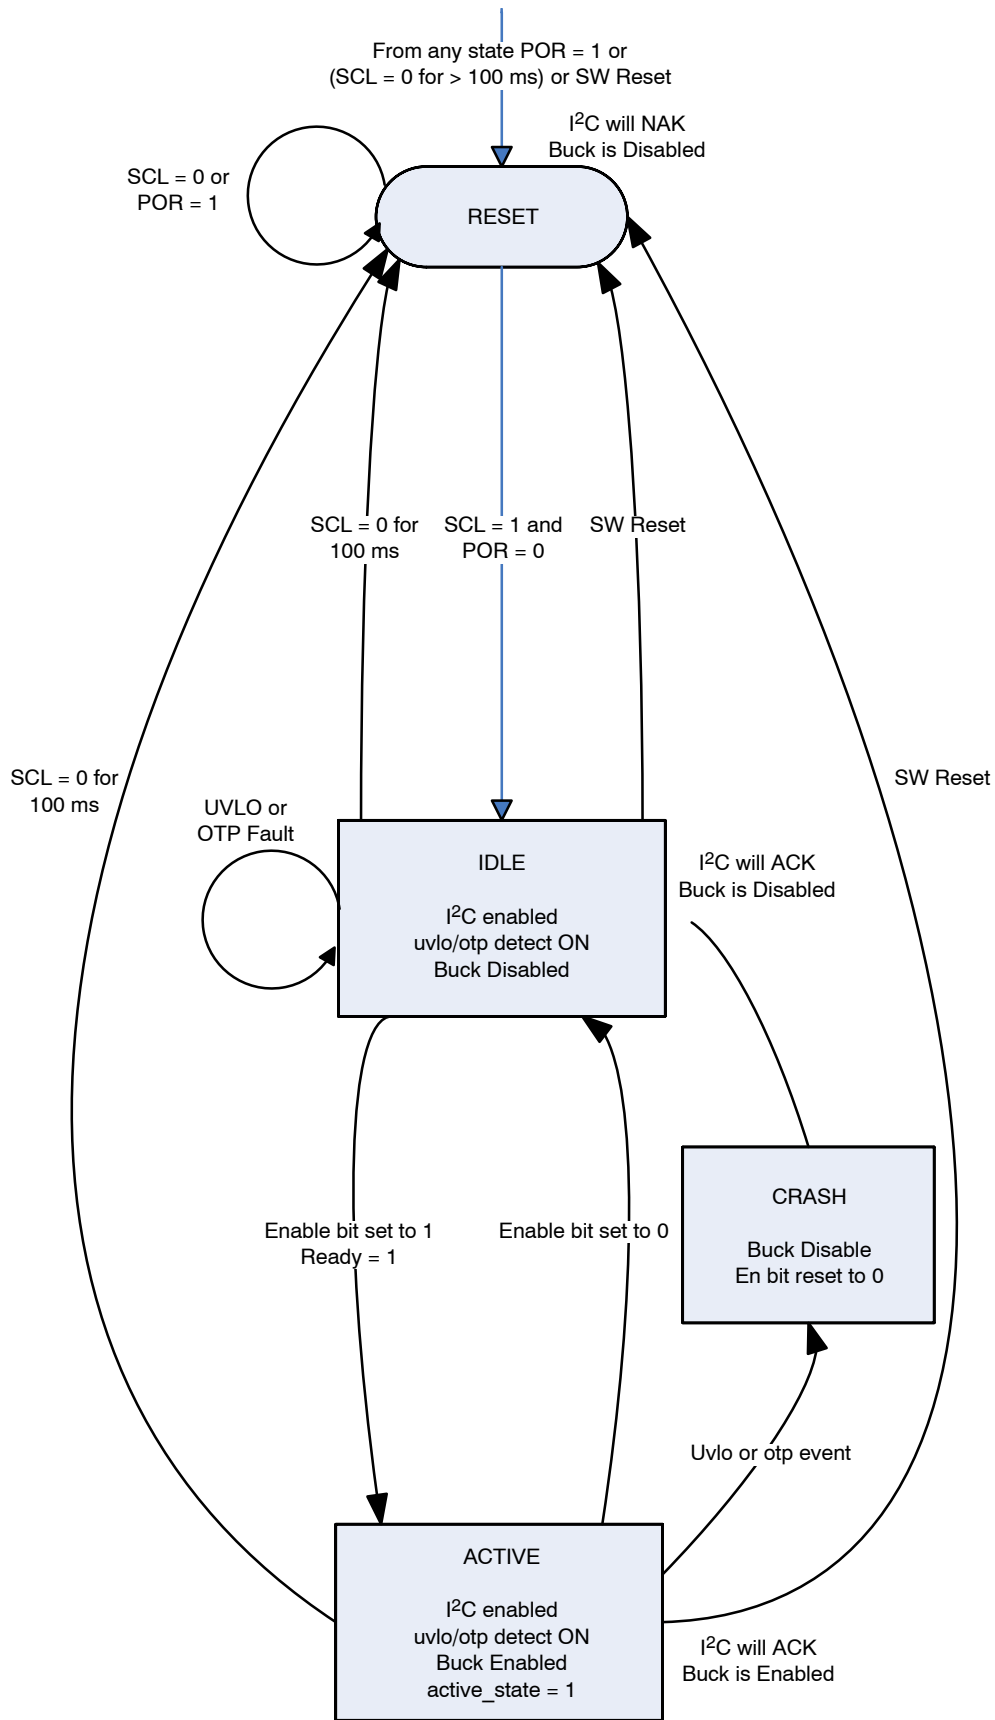 From any state POR = 1 or
(SCL = 0 for > 100 ms) or SW Reset
I²C will NAK
Buck is Disabled
SCL = 0 or
POR = 1
RESET
SCL = 0 for
100 ms
SCL = 1 and
POR = 0
SW Reset
SCL = 0 for
100 ms
SW Reset
UVLO or
OTP Fault
IDLE
I²C enabled
uvlo/otp detect ON
Buck Disabled
I²C will ACK
Buck is Disabled
Enable bit set to 1
Ready = 1
Enable bit set to 0
CRASH
Buck Disable
En bit reset to 0
Uvlo or otp event
ACTIVE
I²C enabled
uvlo/otp detect ON
Buck Enabled
active_state = 1
I²C will ACK
Buck is Enabled